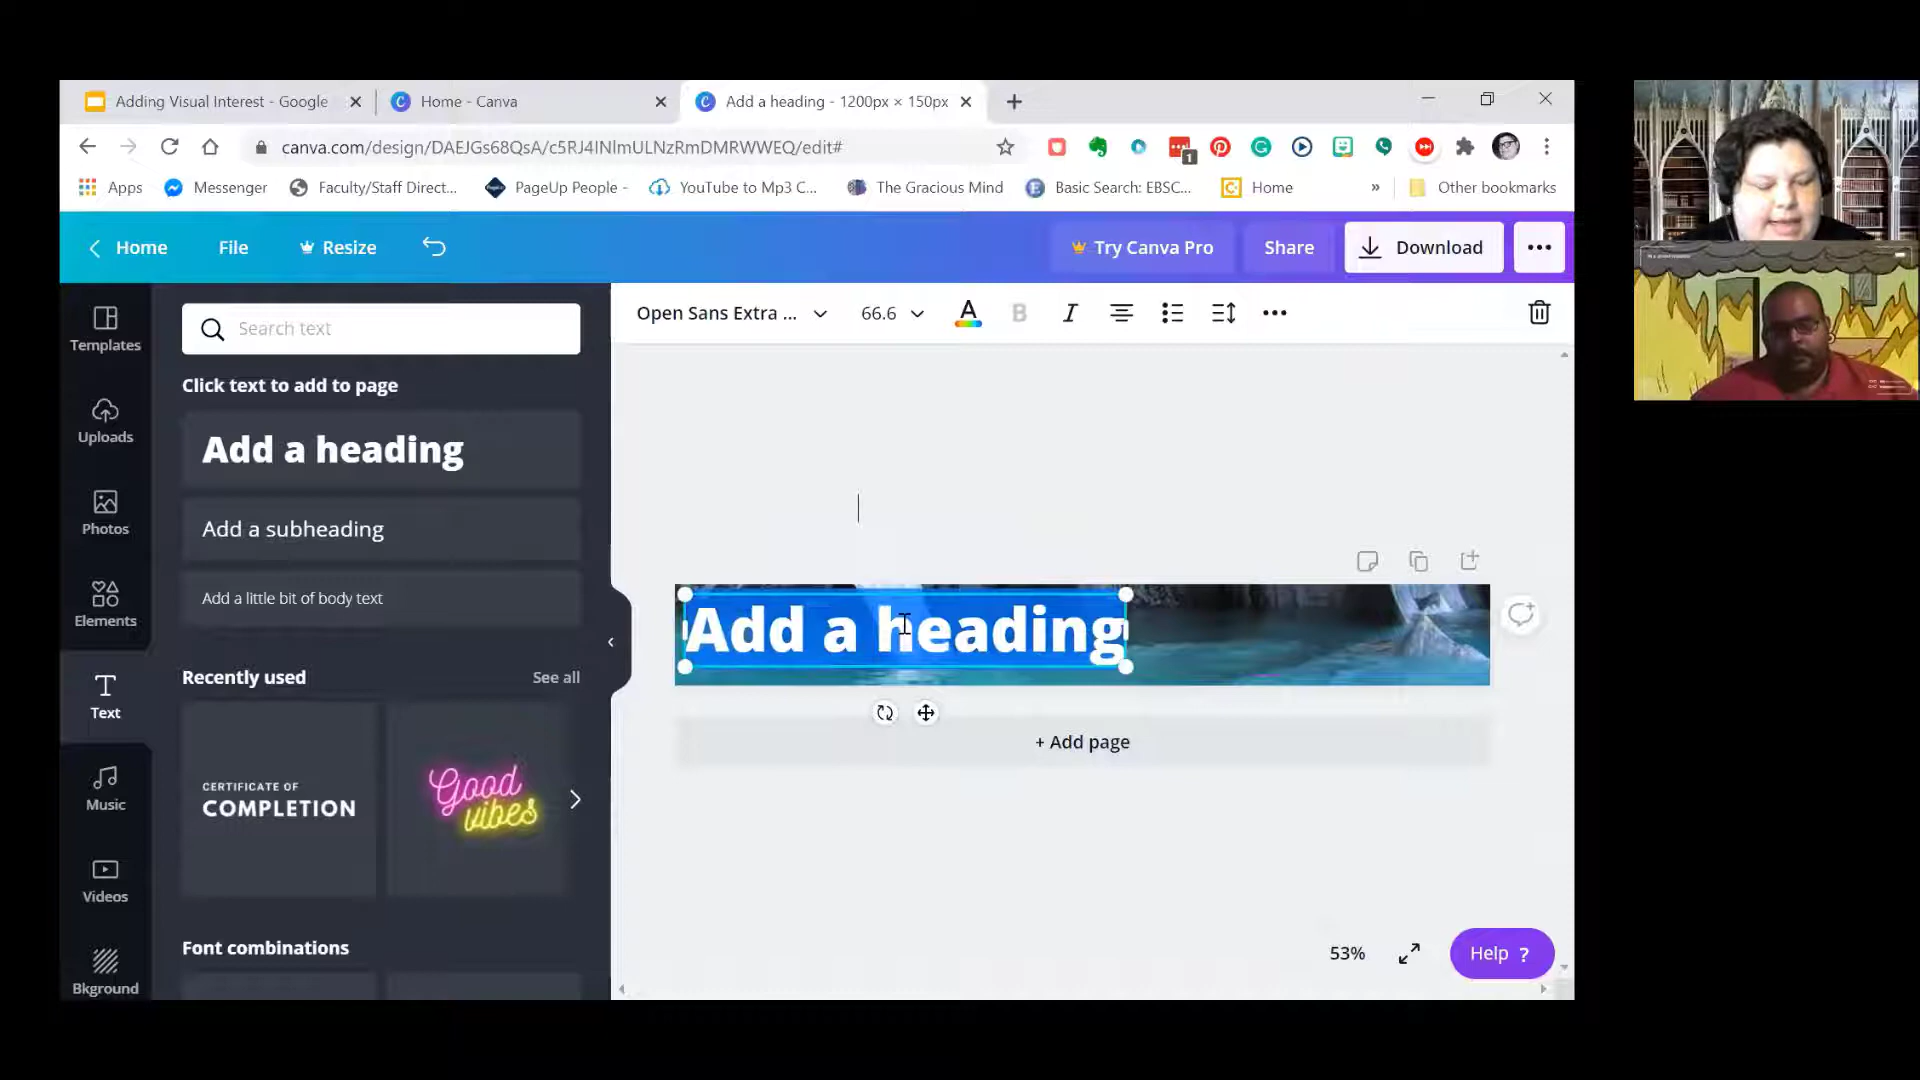 Adding Visual Interest - Google
Home - Canva
Add a heading - 1200px × 150px
canva.com/design/DAEJGs68QsA/c5RJ4INlmULNzRmDMRWWEQ/edit#
1
Apps
Messenger
Faculty/Staff Direct...
PageUp People -
YouTube to Mp3 C...
The Gracious Mind
Basic Search: EBSC...
Home
»
Other bookmarks
Home
File
Resize
Try Canva Pro
Share
Download
Templates
Uploads
Photos
Elements
Text
Music
Videos
Bkground
Search text
Click text to add to page
Add a heading
Add a subheading
Add a little bit of body text
Recently used
See all
CERTIFICATE OF
COMPLETION
Good
vibes
Font combinations
Open Sans Extra ...
66.6
A
B
I
Add a heading
+ Add page
53%
Help ?